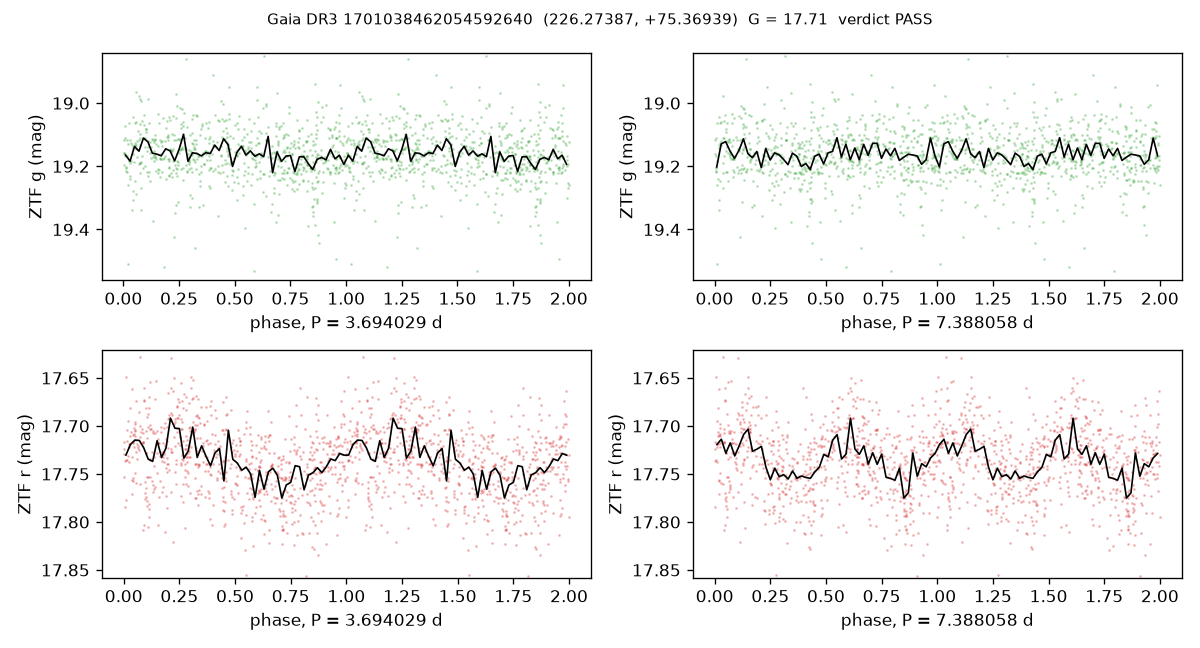 Gaia DR3 1701038462054592640 (226.27387, +75.36939) G = 17.71 verdict PASS
ZTF g (mag)
19.0
19.2
19.4
0.00 0.25 0.50 0.75 1.00 1.25 1.50 1.75 2.00
phase, P = 3.694029 d
ZTF g (mag)
19.0
19.2
19.4
0.00 0.25 0.50 0.75 1.00 1.25 1.50 1.75 2.00
phase, P = 7.388058 d
ZTF r (mag)
17.65
17.70
17.75
17.80
17.85
0.00 0.25 0.50 0.75 1.00 1.25 1.50 1.75 2.00
phase, P = 3.694029 d
ZTF r (mag)
17.65
17.70
17.75
17.80
17.85
0.00 0.25 0.50 0.75 1.00 1.25 1.50 1.75 2.00
phase, P = 7.388058 d